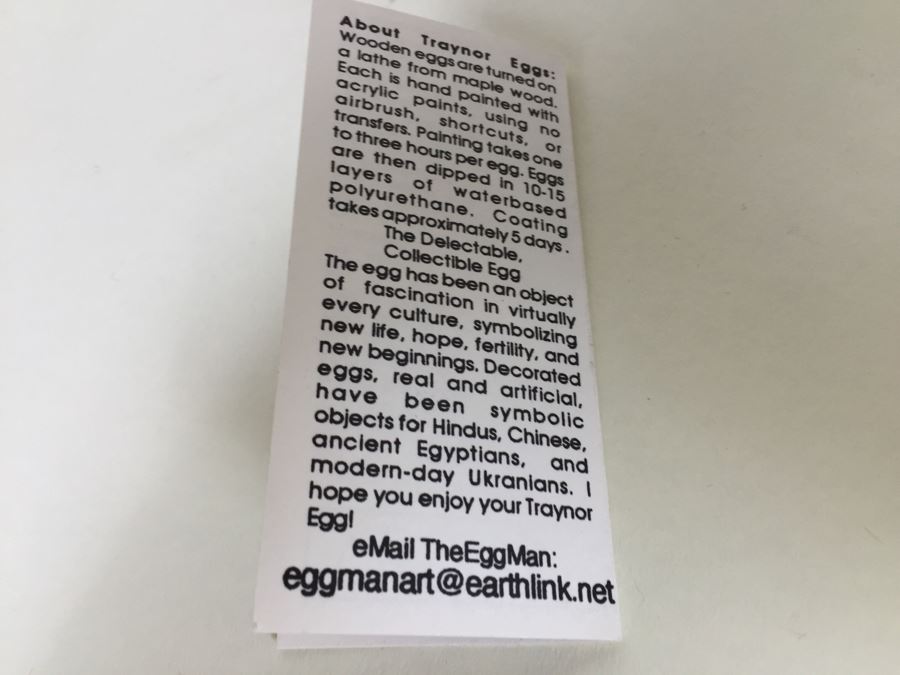 About Traynor Eggs:
Wooden eggs are turned on
a lathe from maple wood.
Each is hand painted with
acrylic paints, using no
airbrush, shortcuts, or
transfers. Painting takes one
to three hours per egg. Eggs
are then dipped in 10-15
layers of waterbased
polyurethane. Coating
takes approximately 5 days.
The Delectable,
Collectible Egg
The egg has been an object
of fascination in virtually
every culture, symbolizing
new life, hope, fertility, and
new beginnings. Decorated
eggs, real and artificial,
have been symbolic
objects for Hindus, Chinese,
ancient Egyptians, and
modern-day Ukranians. I
hope you enjoy your Traynor
Egg!
eMail TheEggMan:
eggmanart@earthlink.net